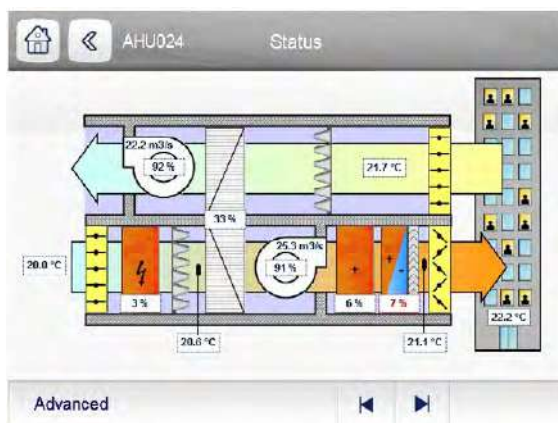 AHU024 Status
22.2 m3/s
92 %
21.7 °C
33 %
25.3 m3/s
20.0 °C
91 %
3 %
6 %
7 %
22.2 °C
20.6 °C
21.1 °C
Advanced